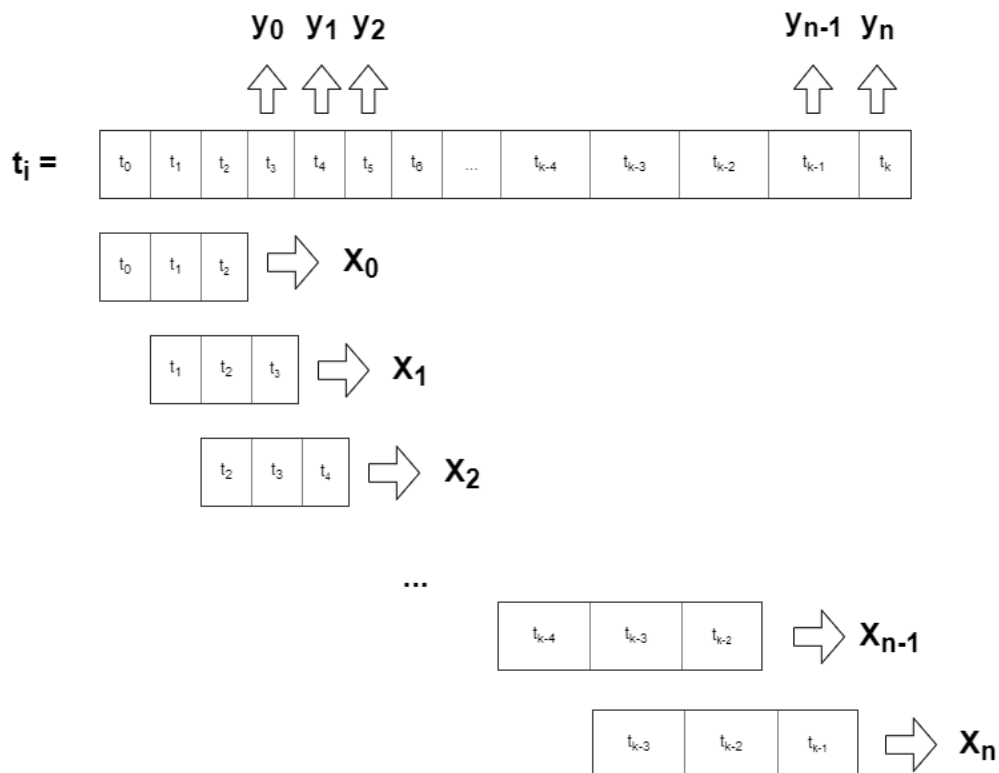 y₀ y₁ y₂ yₙ₋₁ yₙ
tᵢ = t₀ t₁ t₂ t₃ t₄ t₅ t₆ ... tₖ₋₄ tₖ₋₃ tₖ₋₂ tₖ₋₁ tₖ
t₀ t₁ t₂ X₀
t₁ t₂ t₃ X₁
t₂ t₃ t₄ X₂
...
tₖ₋₄ tₖ₋₃ tₖ₋₂ Xₙ₋₁
tₖ₋₃ tₖ₋₂ tₖ₋₁ Xₙ